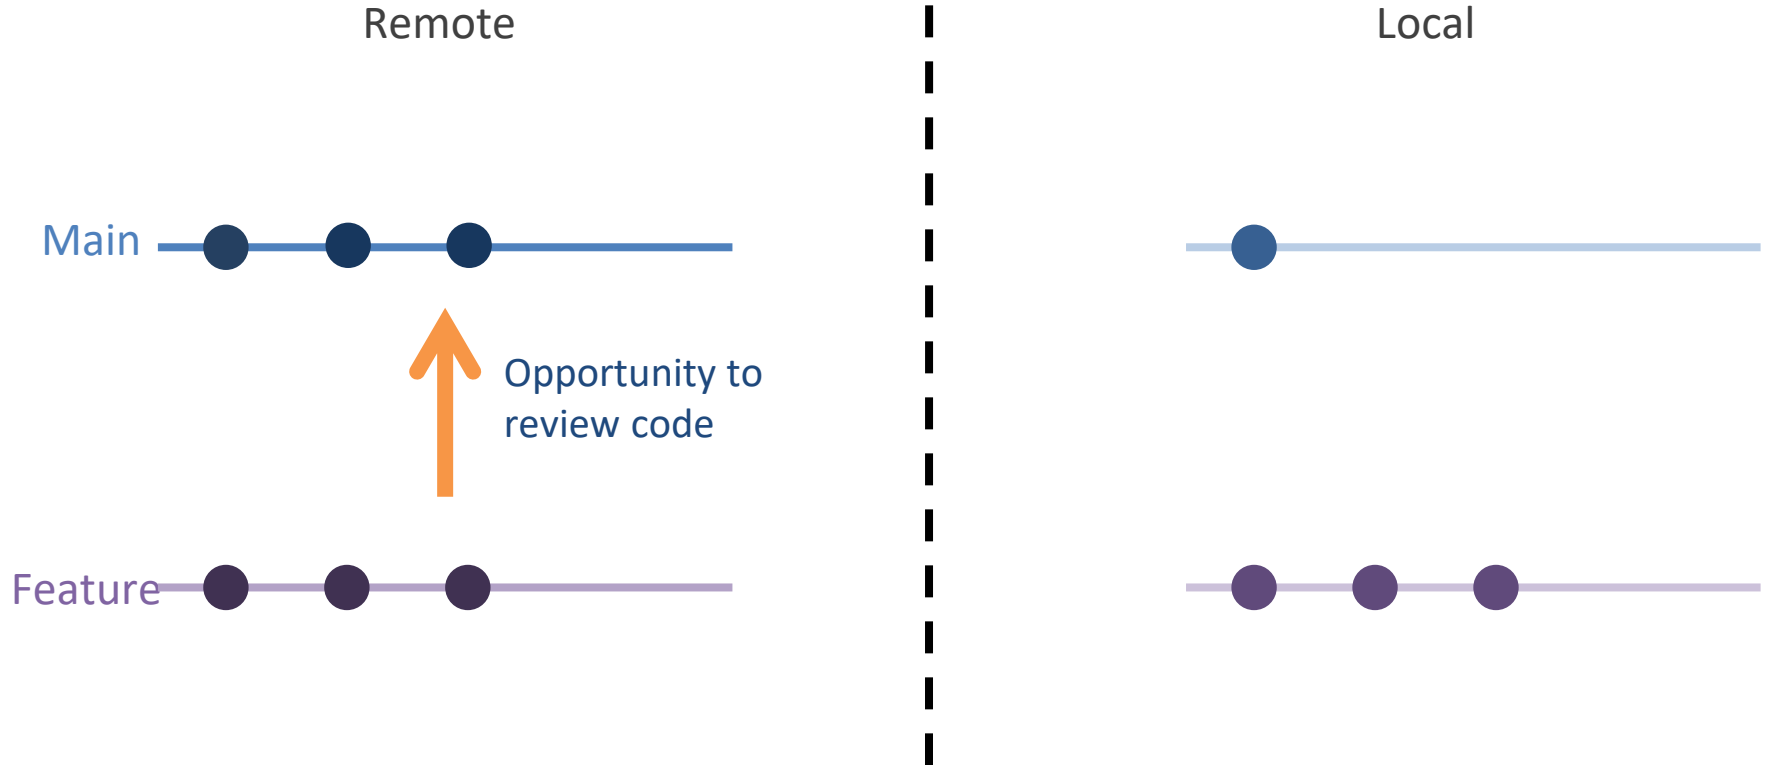 Remote
Local
Main
Opportunity to
review code
Feature